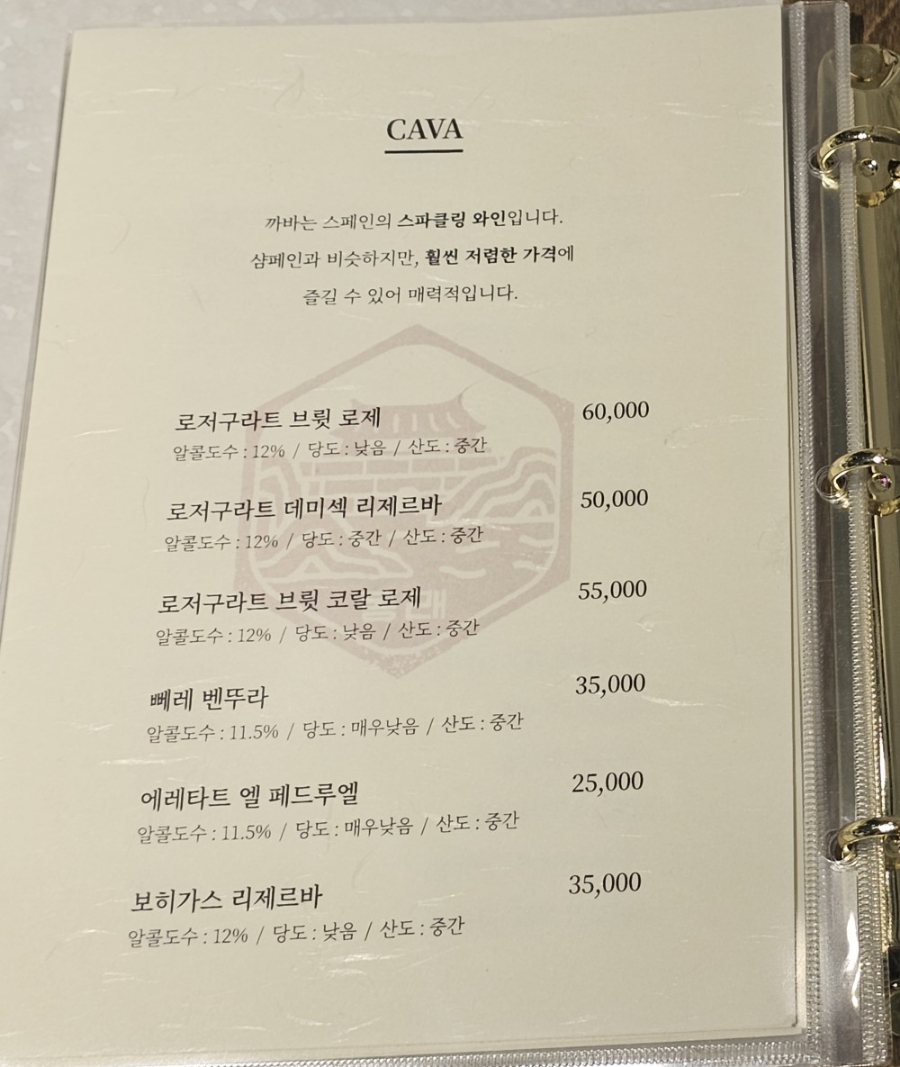 CAVA
까바는 스페인의 스파클링 와인입니다.
샴페인과 비슷하지만, 훨씬 저렴한 가격에
즐길 수 있어 매력적입니다.
로저구라트 브륏 로제 60,000
알콜도수 : 12% / 당도 : 낮음 / 산도 : 중간
로저구라트 데미섹 리제르바 50,000
알콜도수 : 12% / 당도 : 중간 / 산도 : 중간
로저구라트 브륏 코랄 로제 55,000
알콜도수 : 12% / 당도 : 낮음 / 산도 : 중간
뻬레 벤뚜라 35,000
알콜도수 : 11.5% / 당도 : 매우낮음 / 산도 : 중간
에레타트 엘 페드루엘 25,000
알콜도수 : 11.5% / 당도 : 매우낮음 / 산도 : 중간
보히가스 리제르바 35,000
알콜도수 : 12% / 당도 : 낮음 / 산도 : 중간